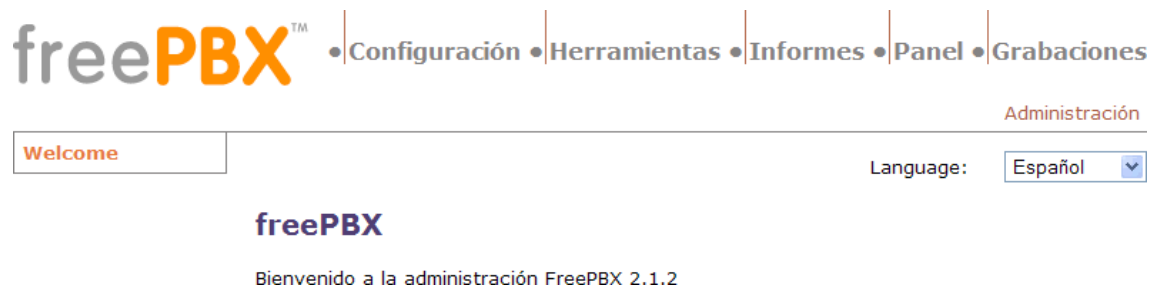 freePBX™ • Configuración • Herramientas • Informes • Panel • Grabaciones
Administración
Welcome
Language: Español
freePBX
Bienvenido a la administración FreePBX 2.1.2